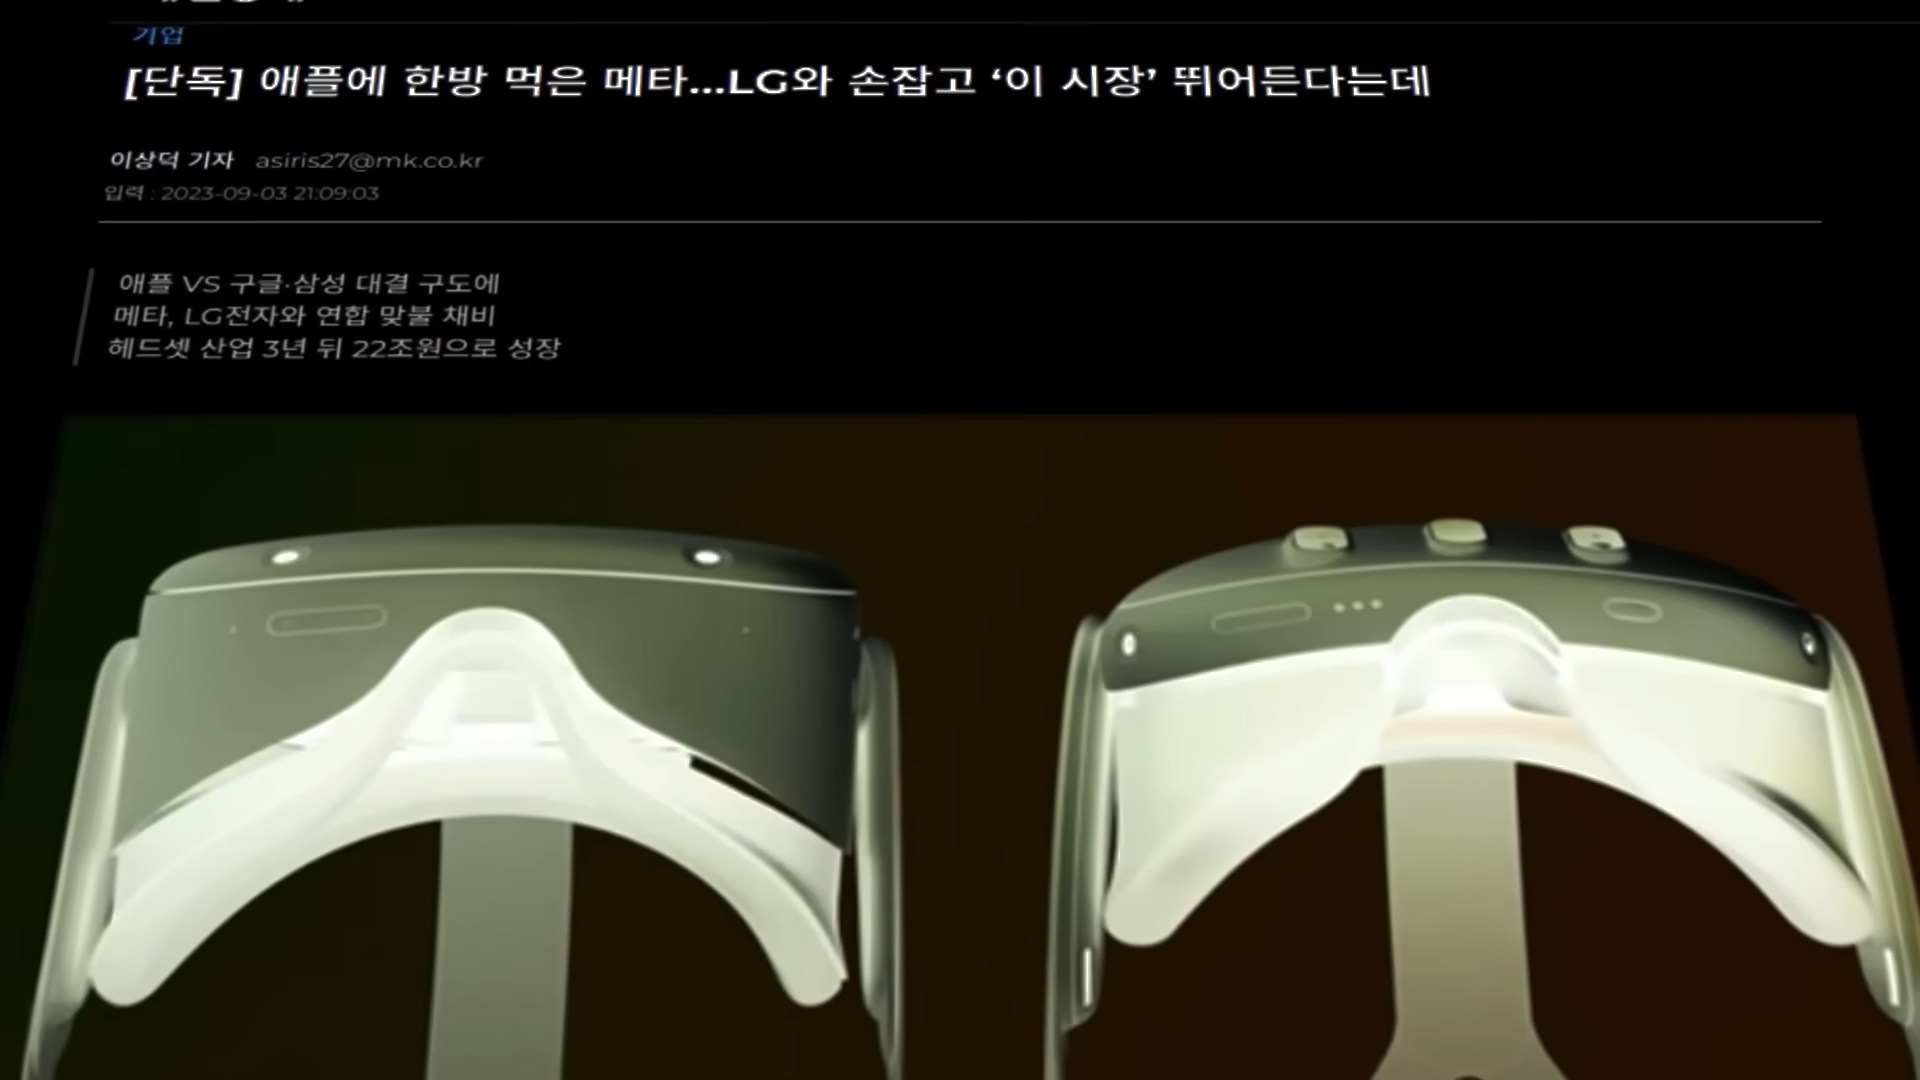 기업
[단독] 애플에 한방 먹은 메타...LG와 손잡고 ‘이 시장’ 뛰어든다는데
이상덕 기자 asiris27@mk.co.kr
입력 : 2023-09-03 21:09:03
애플 VS 구글·삼성 대결 구도에
메타, LG전자와 연합 맞불 채비
헤드셋 산업 3년 뒤 22조원으로 성장